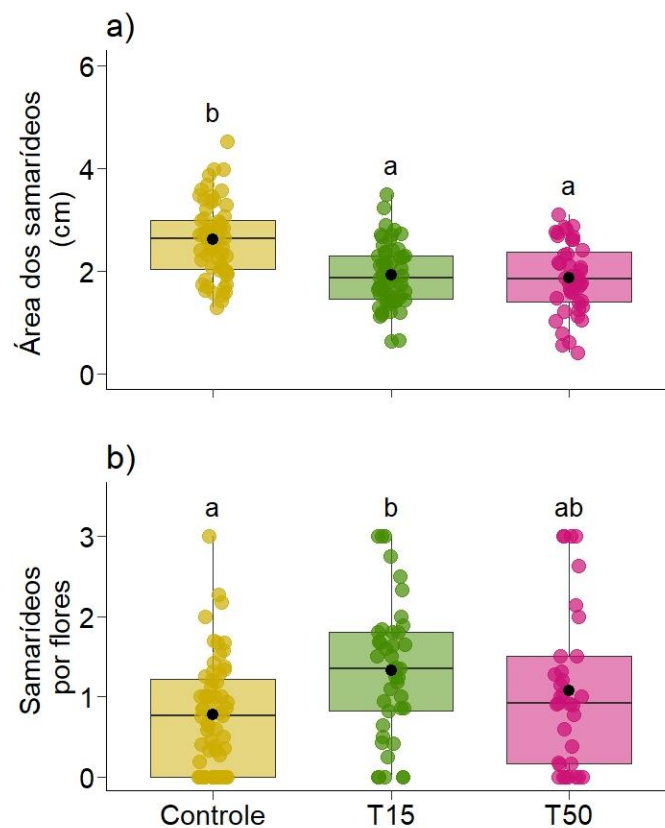 a)
6
4
2
0
Área dos samarídeos
(cm)
b
a
a
b)
3
2
1
0
Samarídeos
por flores
a
b
ab
Controle
T15
T50